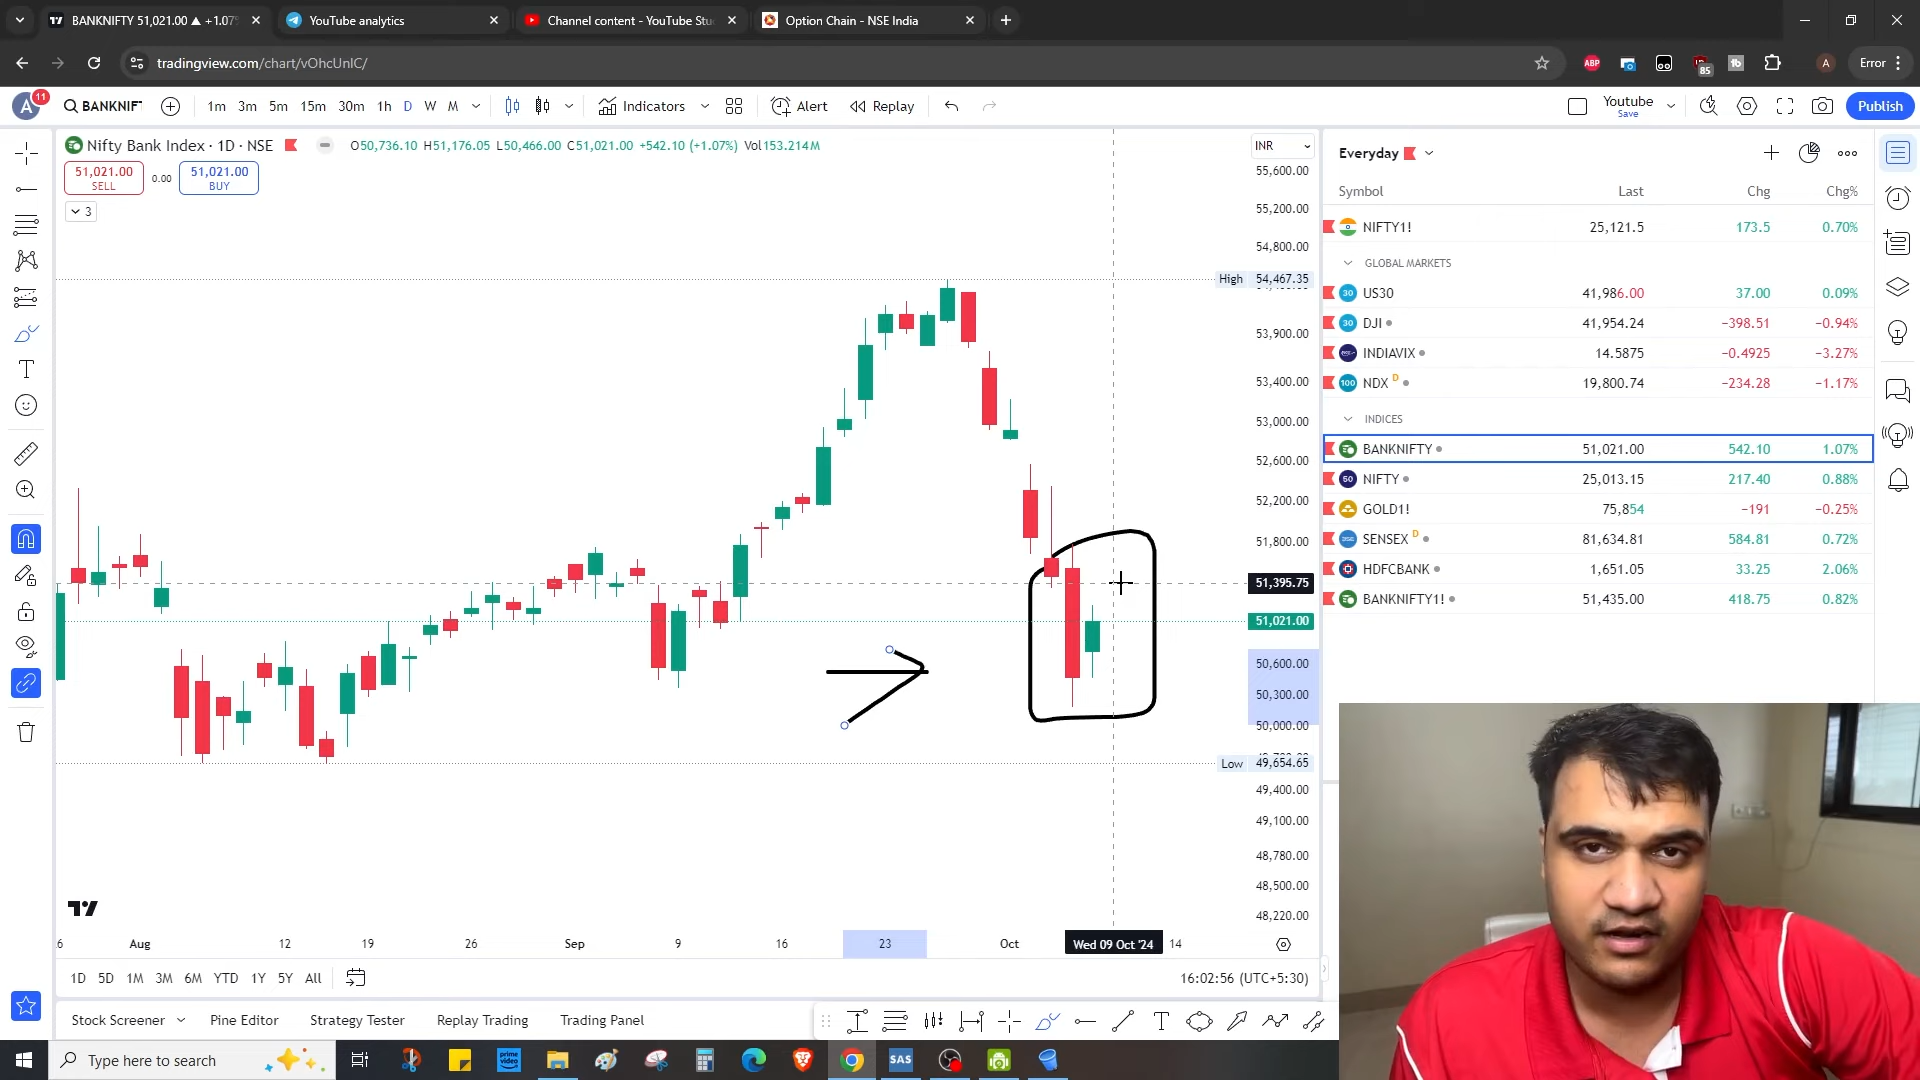 BANKNIFTY 51,021.00 ▲ +1.07%
YouTube analytics
Channel content - YouTube Stu
Option Chain - NSE India
tradingview.com/chart/vOhcUnlC/
ABP
85
A
Error
A
11
BANKNIF
1m 3m 5m 15m 30m 1h D W M
Indicators
Alert
Replay
Youtube
Save
Publish
Nifty Bank Index · 1D · NSE
O50,736.10 H51,176.05 L50,466.00 C51,021.00 +542.10 (+1.07%) Vol153.214M
51,021.00
SELL
0.00
51,021.00
BUY
3
INR
55,600.00
55,200.00
54,800.00
High 54,467.35
53,900.00
53,400.00
53,000.00
52,600.00
52,200.00
51,800.00
51,395.75
51,021.00
50,600.00
50,300.00
50,000.00
Low 49,654.65
49,400.00
49,100.00
48,780.00
48,500.00
48,220.00
Everyday
Symbol Last Chg Chg%
NIFTY1! 25,121.5 173.5 0.70%
GLOBAL MARKETS
30 US30 41,986.00 37.00 0.09%
30 DJI 41,954.24 −398.51 −0.94%
INDIAVIX 14.5875 −0.4925 −3.27%
100 NDX D 19,800.74 −234.28 −1.17%
INDICES
BANKNIFTY 51,021.00 542.10 1.07%
50 NIFTY 25,013.15 217.40 0.88%
GOLD1! 75,854 −191 −0.25%
SENSEX D 81,634.81 584.81 0.72%
HDFCBANK 1,651.05 33.25 2.06%
BANKNIFTY1! 51,435.00 418.75 0.82%
6 Aug 12 19 26 Sep 9 16 23 Oct Wed 09 Oct '24 14
1D 5D 1M 3M 6M YTD 1Y 5Y All
16:02:56 (UTC+5:30)
Stock Screener
Pine Editor
Strategy Tester
Replay Trading
Trading Panel
Type here to search
prime video
SAS